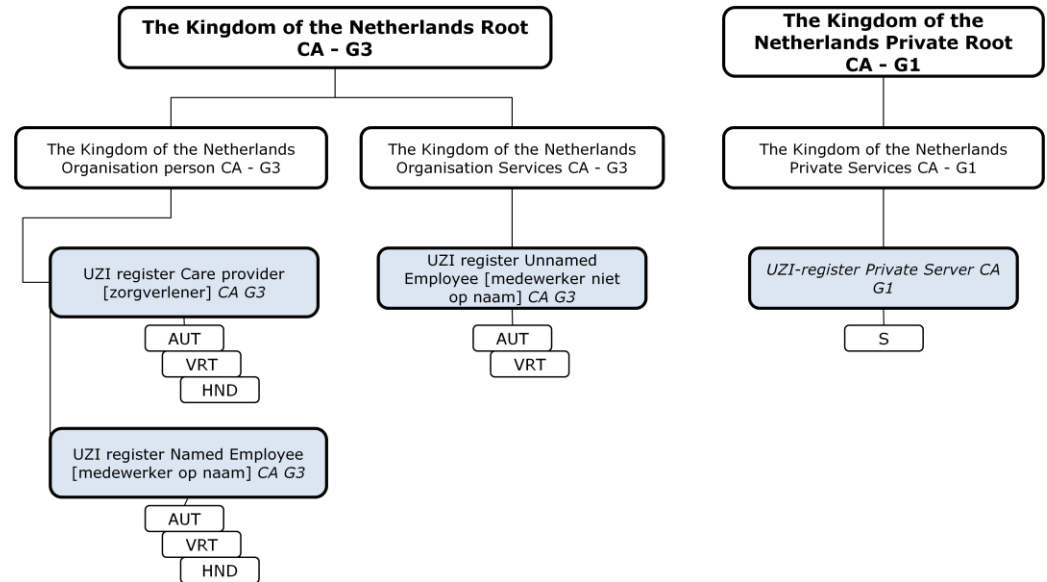 The Kingdom of the Netherlands Root
CA - G3
The Kingdom of the
Netherlands Private Root
CA - G1
The Kingdom of the Netherlands
Organisation person CA - G3
The Kingdom of the Netherlands
Organisation Services CA - G3
The Kingdom of the Netherlands
Private Services CA - G1
UZI register Care provider
[zorgverlener] CA G3
UZI register Unnamed
Employee [medewerker niet
op naam] CA G3
UZI-register Private Server CA
G1
AUT
VRT
HND
AUT
VRT
S
UZI register Named Employee
[medewerker op naam] CA G3
AUT
VRT
HND